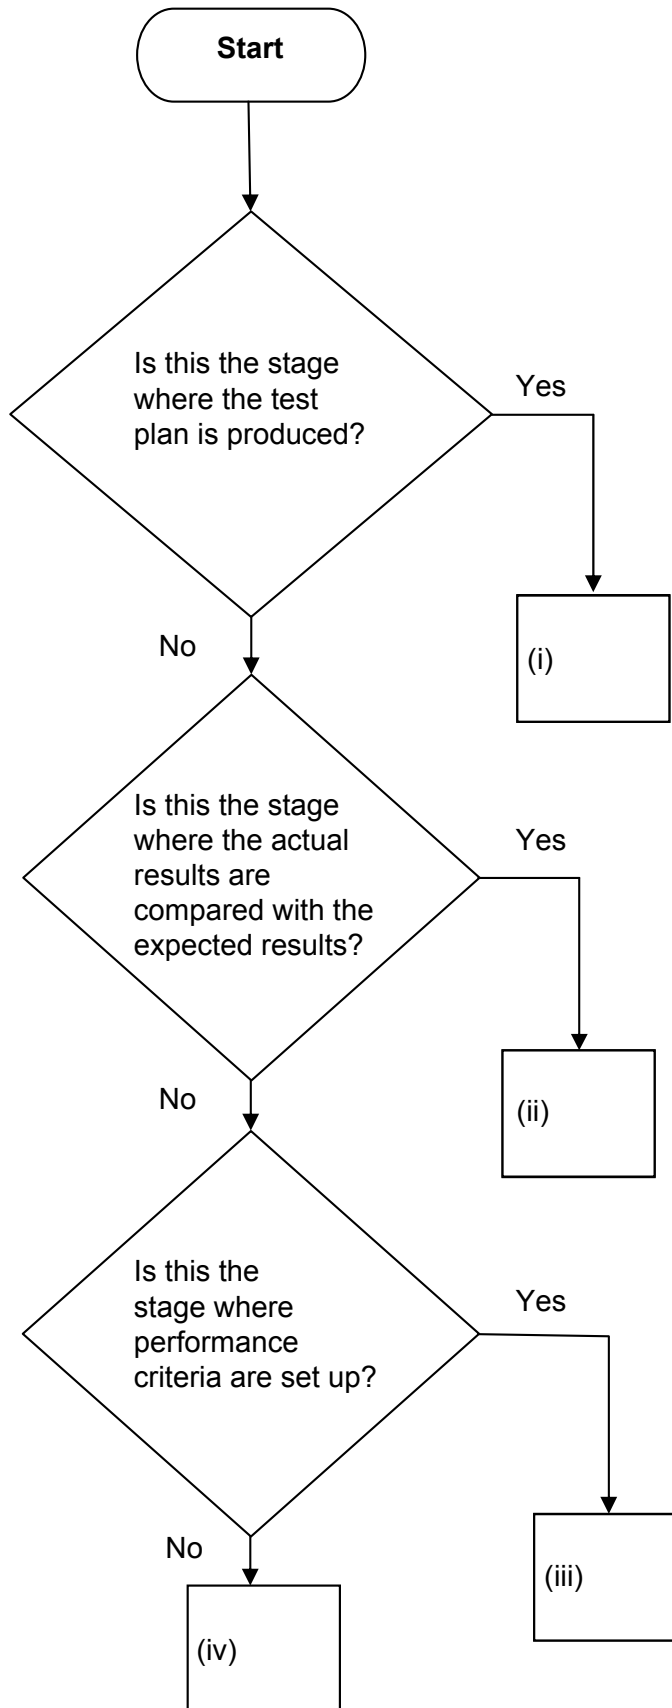 Start
Is this the stage
where the test
plan is produced?
Yes
No
(i)
Is this the stage
where the actual
results are
compared with the
expected results?
Yes
No
(ii)
Is this the
stage where
performance
criteria are set up?
Yes
No
(iii)
(iv)